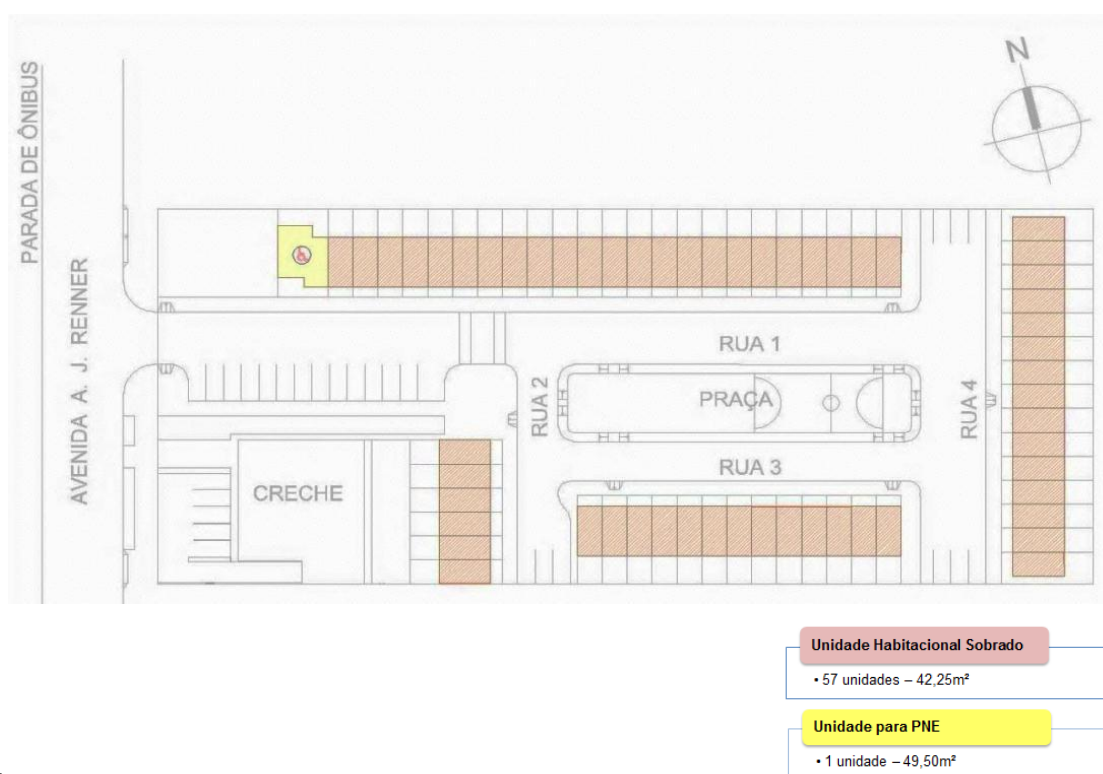 N
PARADA DE ÔNIBUS
AVENIDA A. J. RENNER
RUA 1
RUA 2
PRAÇA
RUA 4
RUA 3
CRECHE
Unidade Habitacional Sobrado
• 57 unidades – 42,25m²
Unidade para PNE
• 1 unidade – 49,50m²